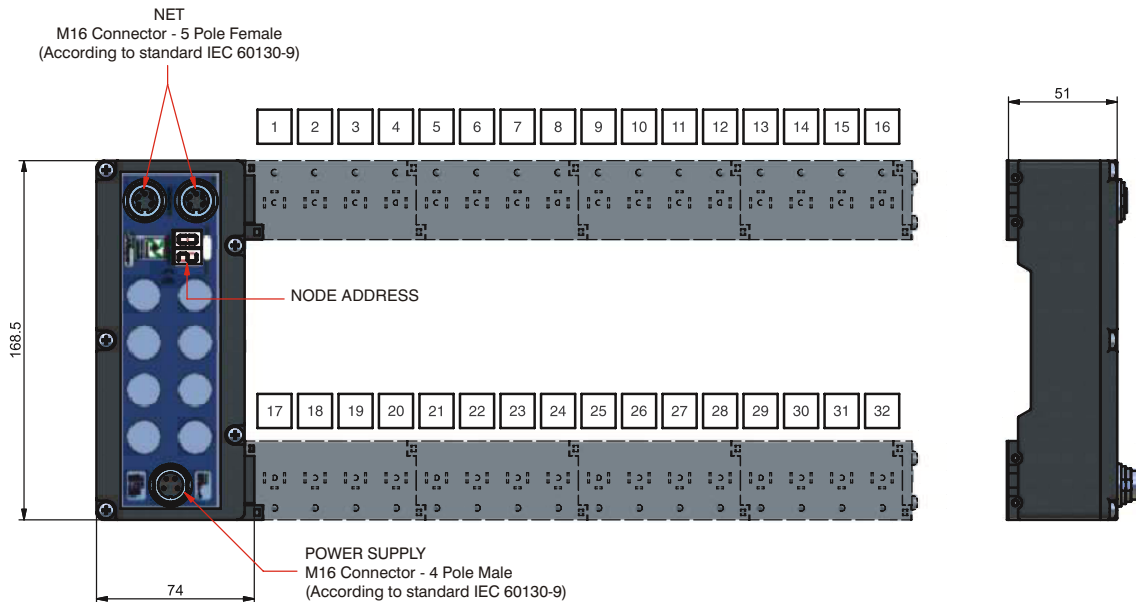 NET
M16 Connector - 5 Pole Female
(According to standard IEC 60130-9)
51
1 2 3 4 5 6 7 8 9 10 11 12 13 14 15 16
20
NODE ADDRESS
168.5
17 18 19 20 21 22 23 24 25 26 27 28 29 30 31 32
POWER SUPPLY
M16 Connector - 4 Pole Male
(According to standard IEC 60130-9)
74